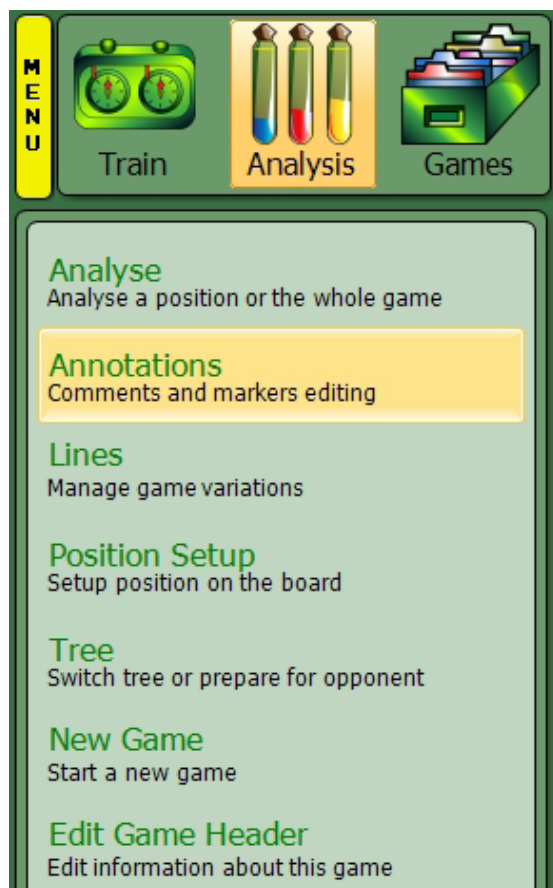 MENU
Train
Analysis
Games
Analyse
Analyse a position or the whole game
Annotations
Comments and markers editing
Lines
Manage game variations
Position Setup
Setup position on the board
Tree
Switch tree or prepare for opponent
New Game
Start a new game
Edit Game Header
Edit information about this game